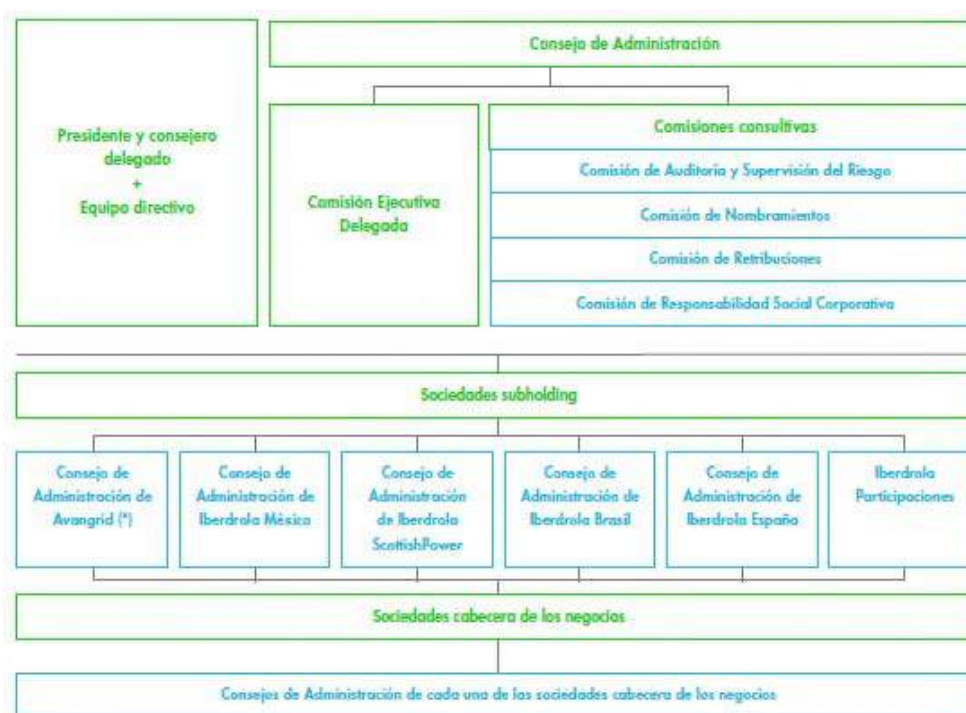 Consejo de Administración
Presidente y consejero
delegado
+
Equipo directivo
Comisión Ejecutiva
Delegada
Comisiones consultivas
Comisión de Auditoría y Supervisión del Riesgo
Comisión de Nombramientos
Comisión de Retribuciones
Comisión de Responsabilidad Social Corporativa
Sociedades subholding
Consejo de
Administración de
Avangrid (*)
Consejo de
Administración de
Iberdrola México
Consejo de
Administración
de Iberdrola
ScottishPower
Consejo de
Administración de
Iberdrola Brasil
Consejo de
Administración de
Iberdrola España
Iberdrola
Participaciones
Sociedades cabecera de los negocios
Consejos de Administración de cada una de las sociedades cabecera de los negocios